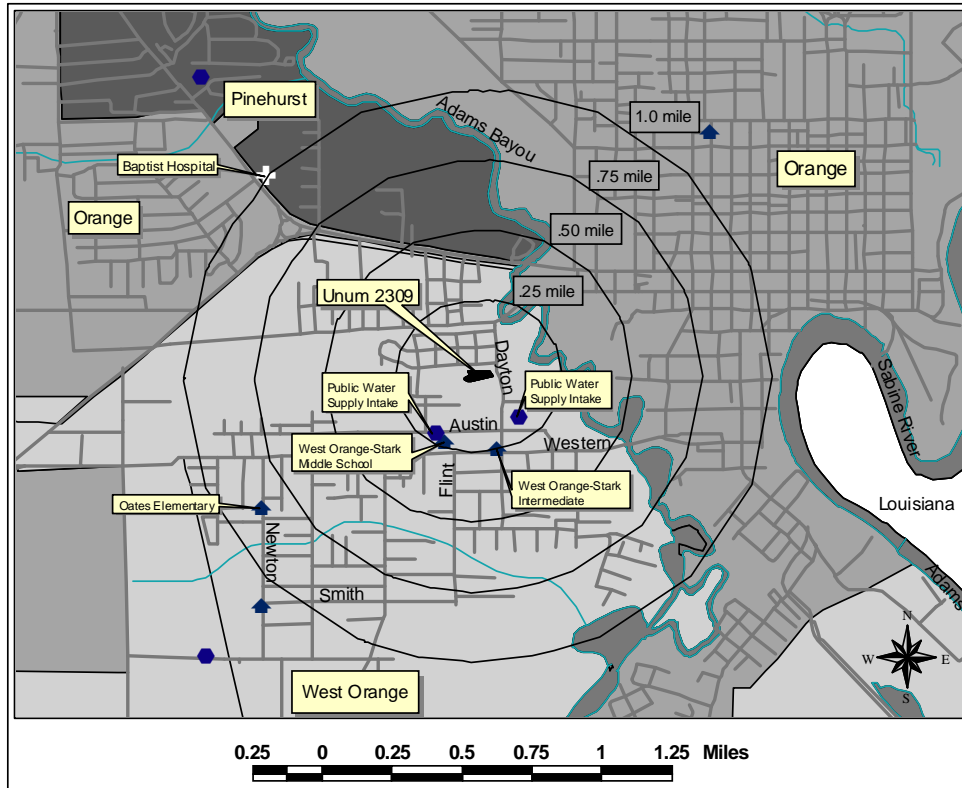 Pinehurst
Adams Bayou
1.0 mile
Baptist Hospital
Orange
.75 mile
Orange
.50 mile
Unum 2309
.25 mile
Dayton
Sabine River
Public Water
Supply Intake
Public Water
Supply Intake
Austin
Western
West Orange-Stark
Middle School
Flint
West Orange-Stark
Intermediate
Oates Elementary
Louisiana
Newton
Adams
Smith
N
W
E
S
West Orange
0.25 0 0.25 0.5 0.75 1 1.25 Miles